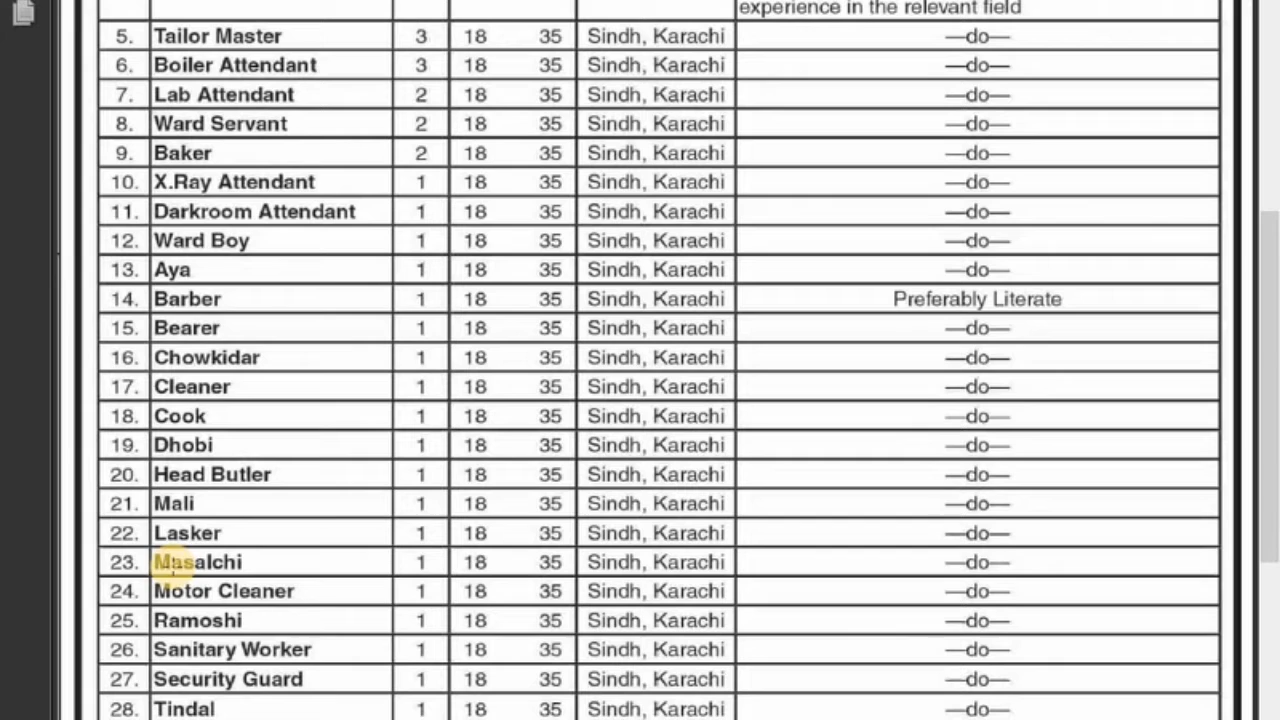 experience in the relevant field
5. Tailor Master 3 18 35 Sindh, Karachi —do—
6. Boiler Attendant 3 18 35 Sindh, Karachi —do—
7. Lab Attendant 2 18 35 Sindh, Karachi —do—
8. Ward Servant 2 18 35 Sindh, Karachi —do—
9. Baker 2 18 35 Sindh, Karachi —do—
10. X.Ray Attendant 1 18 35 Sindh, Karachi —do—
11. Darkroom Attendant 1 18 35 Sindh, Karachi —do—
12. Ward Boy 1 18 35 Sindh, Karachi —do—
13. Aya 1 18 35 Sindh, Karachi —do—
14. Barber 1 18 35 Sindh, Karachi Preferably Literate
15. Bearer 1 18 35 Sindh, Karachi —do—
16. Chowkidar 1 18 35 Sindh, Karachi —do—
17. Cleaner 1 18 35 Sindh, Karachi —do—
18. Cook 1 18 35 Sindh, Karachi —do—
19. Dhobi 1 18 35 Sindh, Karachi —do—
20. Head Butler 1 18 35 Sindh, Karachi —do—
21. Mali 1 18 35 Sindh, Karachi —do—
22. Lasker 1 18 35 Sindh, Karachi —do—
23. Masalchi 1 18 35 Sindh, Karachi —do—
24. Motor Cleaner 1 18 35 Sindh, Karachi —do—
25. Ramoshi 1 18 35 Sindh, Karachi —do—
26. Sanitary Worker 1 18 35 Sindh, Karachi —do—
27. Security Guard 1 18 35 Sindh, Karachi —do—
28. Tindal 1 18 35 Sindh, Karachi —do—